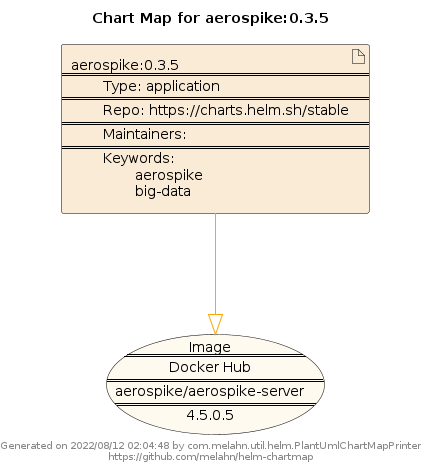 Chart Map for aerospike:0.3.5
aerospike:0.3.5
Type: application
Repo: https://charts.helm.sh/stable
Maintainers:
Keywords:
aerospike
big-data
Image
Docker Hub
aerospike/aerospike-server
4.5.0.5
Generated on 2022/08/12 02:04:48 by com.melahn.util.helm.PlantUmlChartMapPrinter
https://github.com/melahn/helm-chartmap